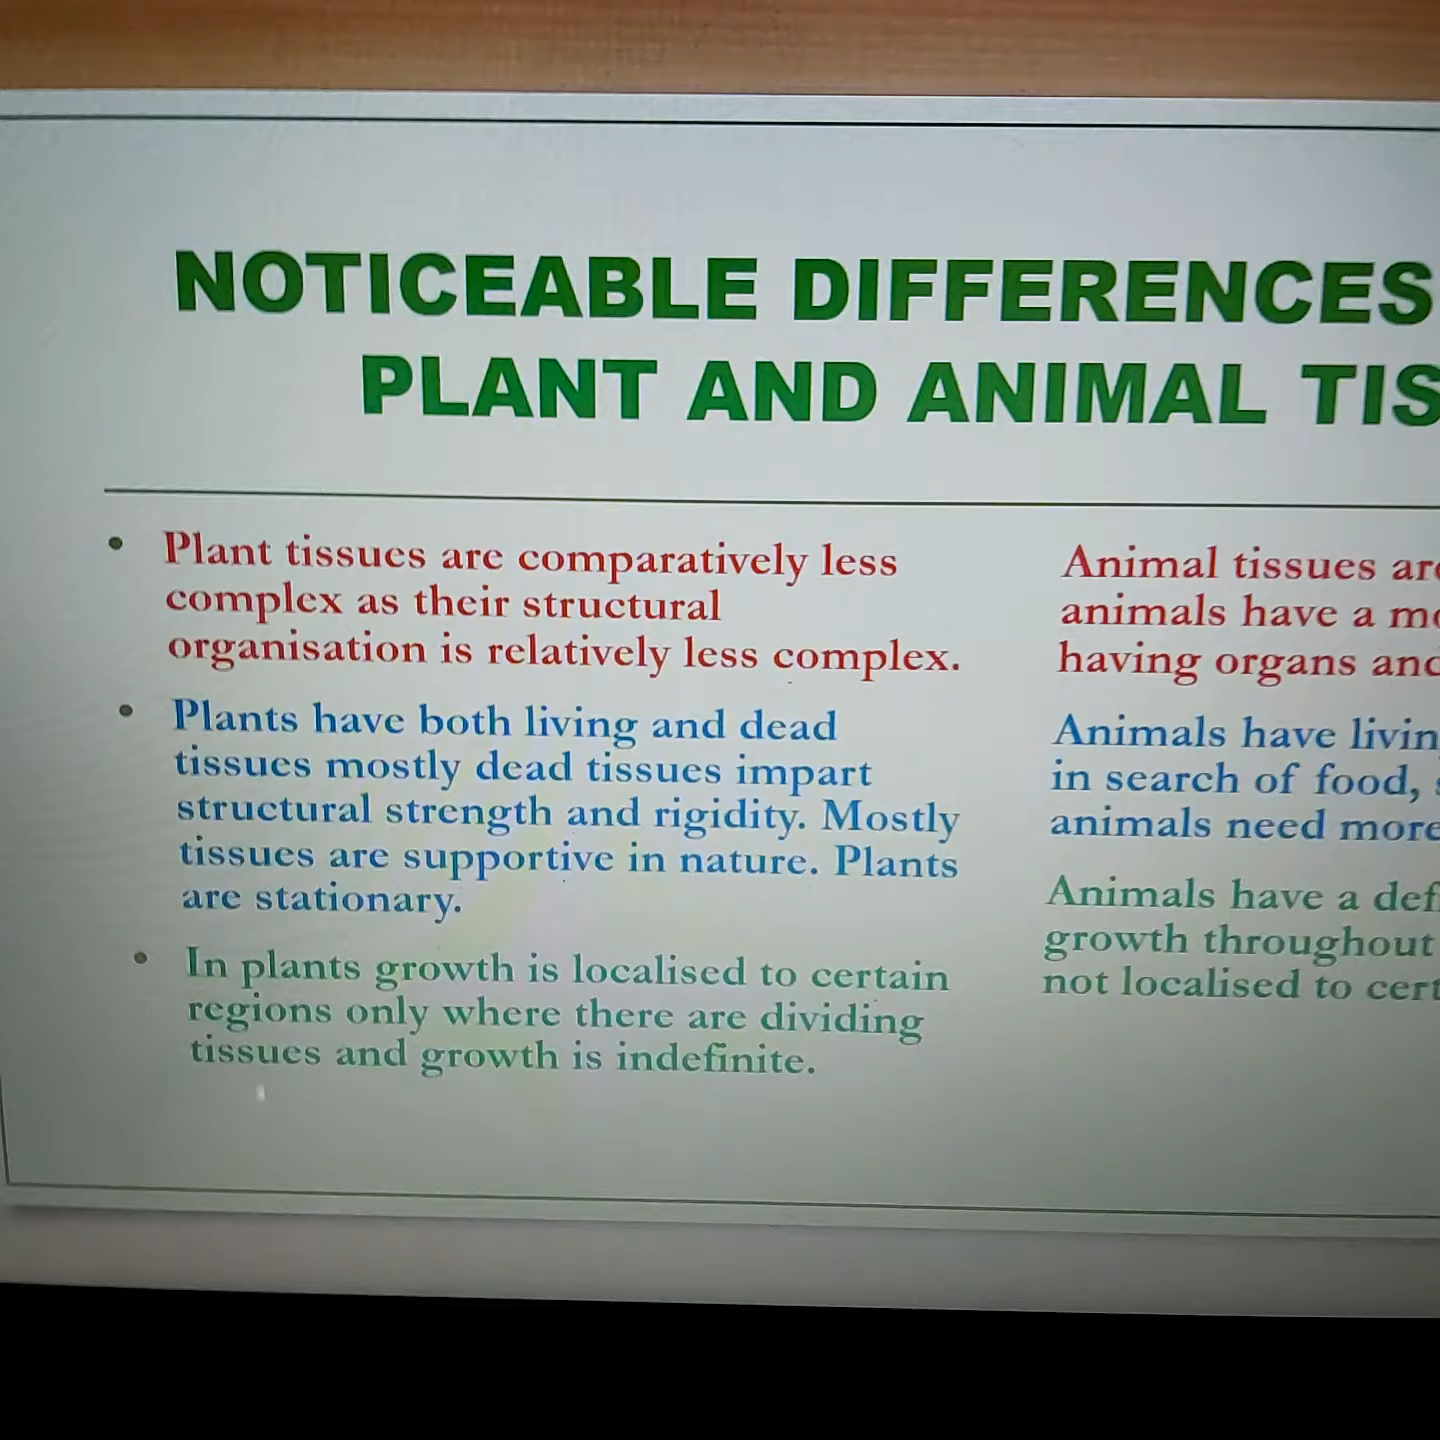 NOTICEABLE DIFFERENCES
PLANT AND ANIMAL
Plant tissues are comparatively less
complex as their structural
organisation is relatively less complex.
Plants have both living and dead
tissues mostly dead tissues impart
structural strength and rigidity. Mostly
tissues are supportive in nature. Plants
are stationary.
In plants growth is localised to certain
regions only where there are dividing
tissues and growth is indefinite.
Animal tissues
animals have a
having organs
Animals have
in search of food,
animals need more
Animals have a
growth throughout
not localised to